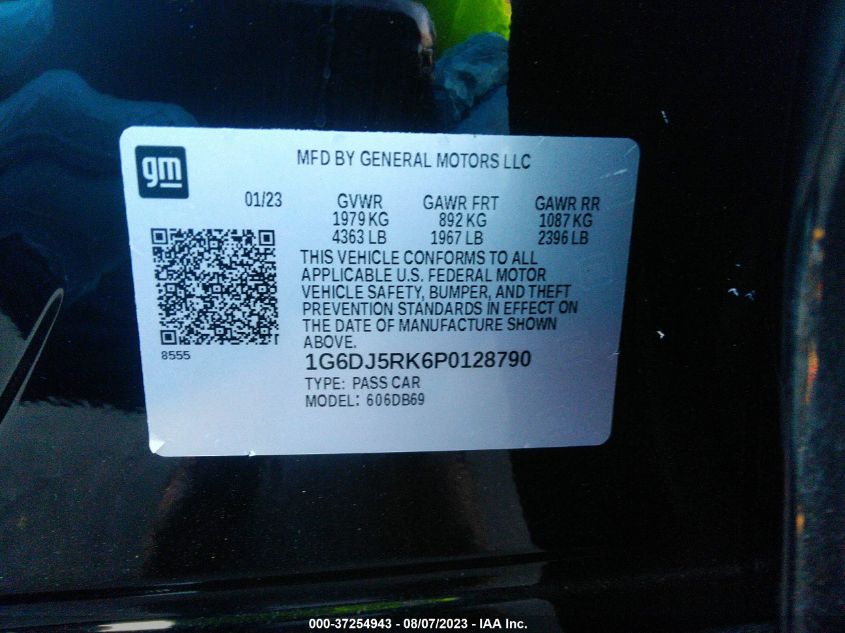 gm
MFD BY GENERAL MOTORS LLC
01/23 GVWR GAWR FRT GAWR RR
1979 KG 892 KG 1087 KG
4363 LB 1967 LB 2396 LB
THIS VEHICLE CONFORMS TO ALL
APPLICABLE U.S. FEDERAL MOTOR
VEHICLE SAFETY, BUMPER, AND THEFT
PREVENTION STANDARDS IN EFFECT ON
THE DATE OF MANUFACTURE SHOWN
ABOVE.
8555
1G6DJ5RK6P0128790
TYPE: PASS CAR
MODEL: 606DB69
000-37254943 - 08/07/2023 - IAA Inc.